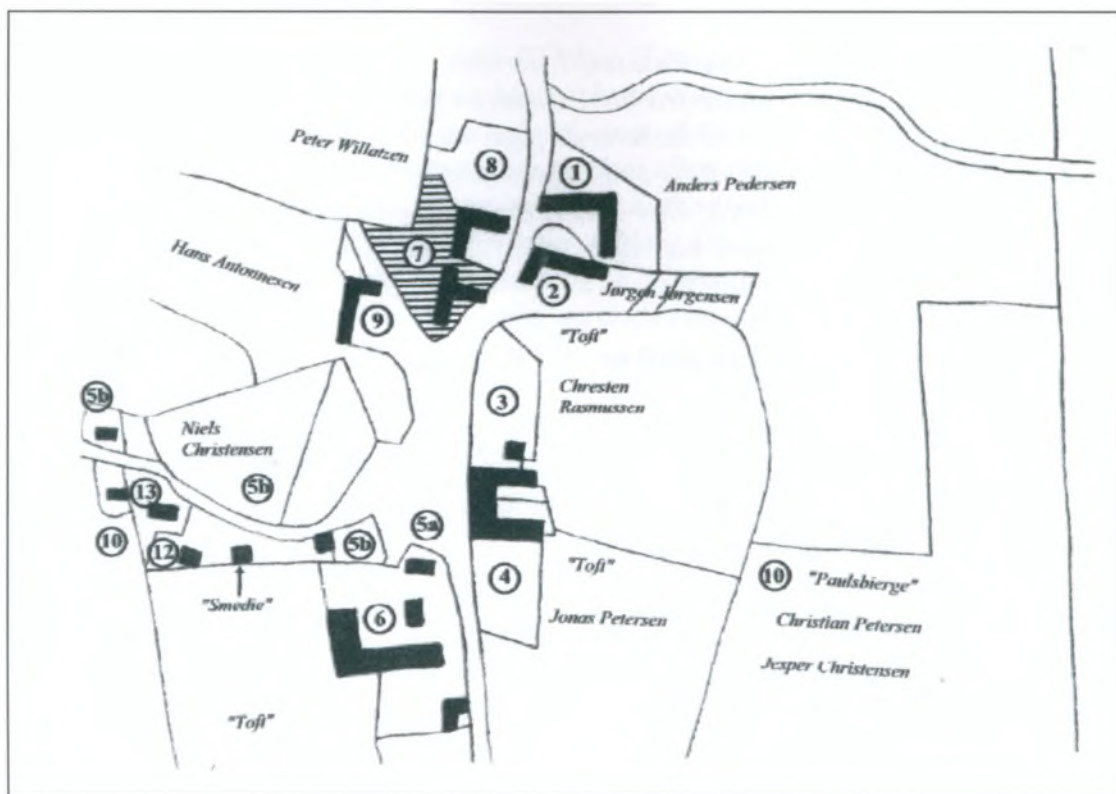 Peter Willatzen
8
1
Anders Pedersen
7
Hans Antonnesen
2
Jørgen Jørgensen
9
"Toft"
3
Chresten
Rasmussen
5b
Niels
Christensen
5b
13
5a
10
12
5b
"Smedie"
4
"Toft"
10 "Paulsbierge"
6
Jonas Petersen
Christian Petersen
Jesper Christensen
"Toft"